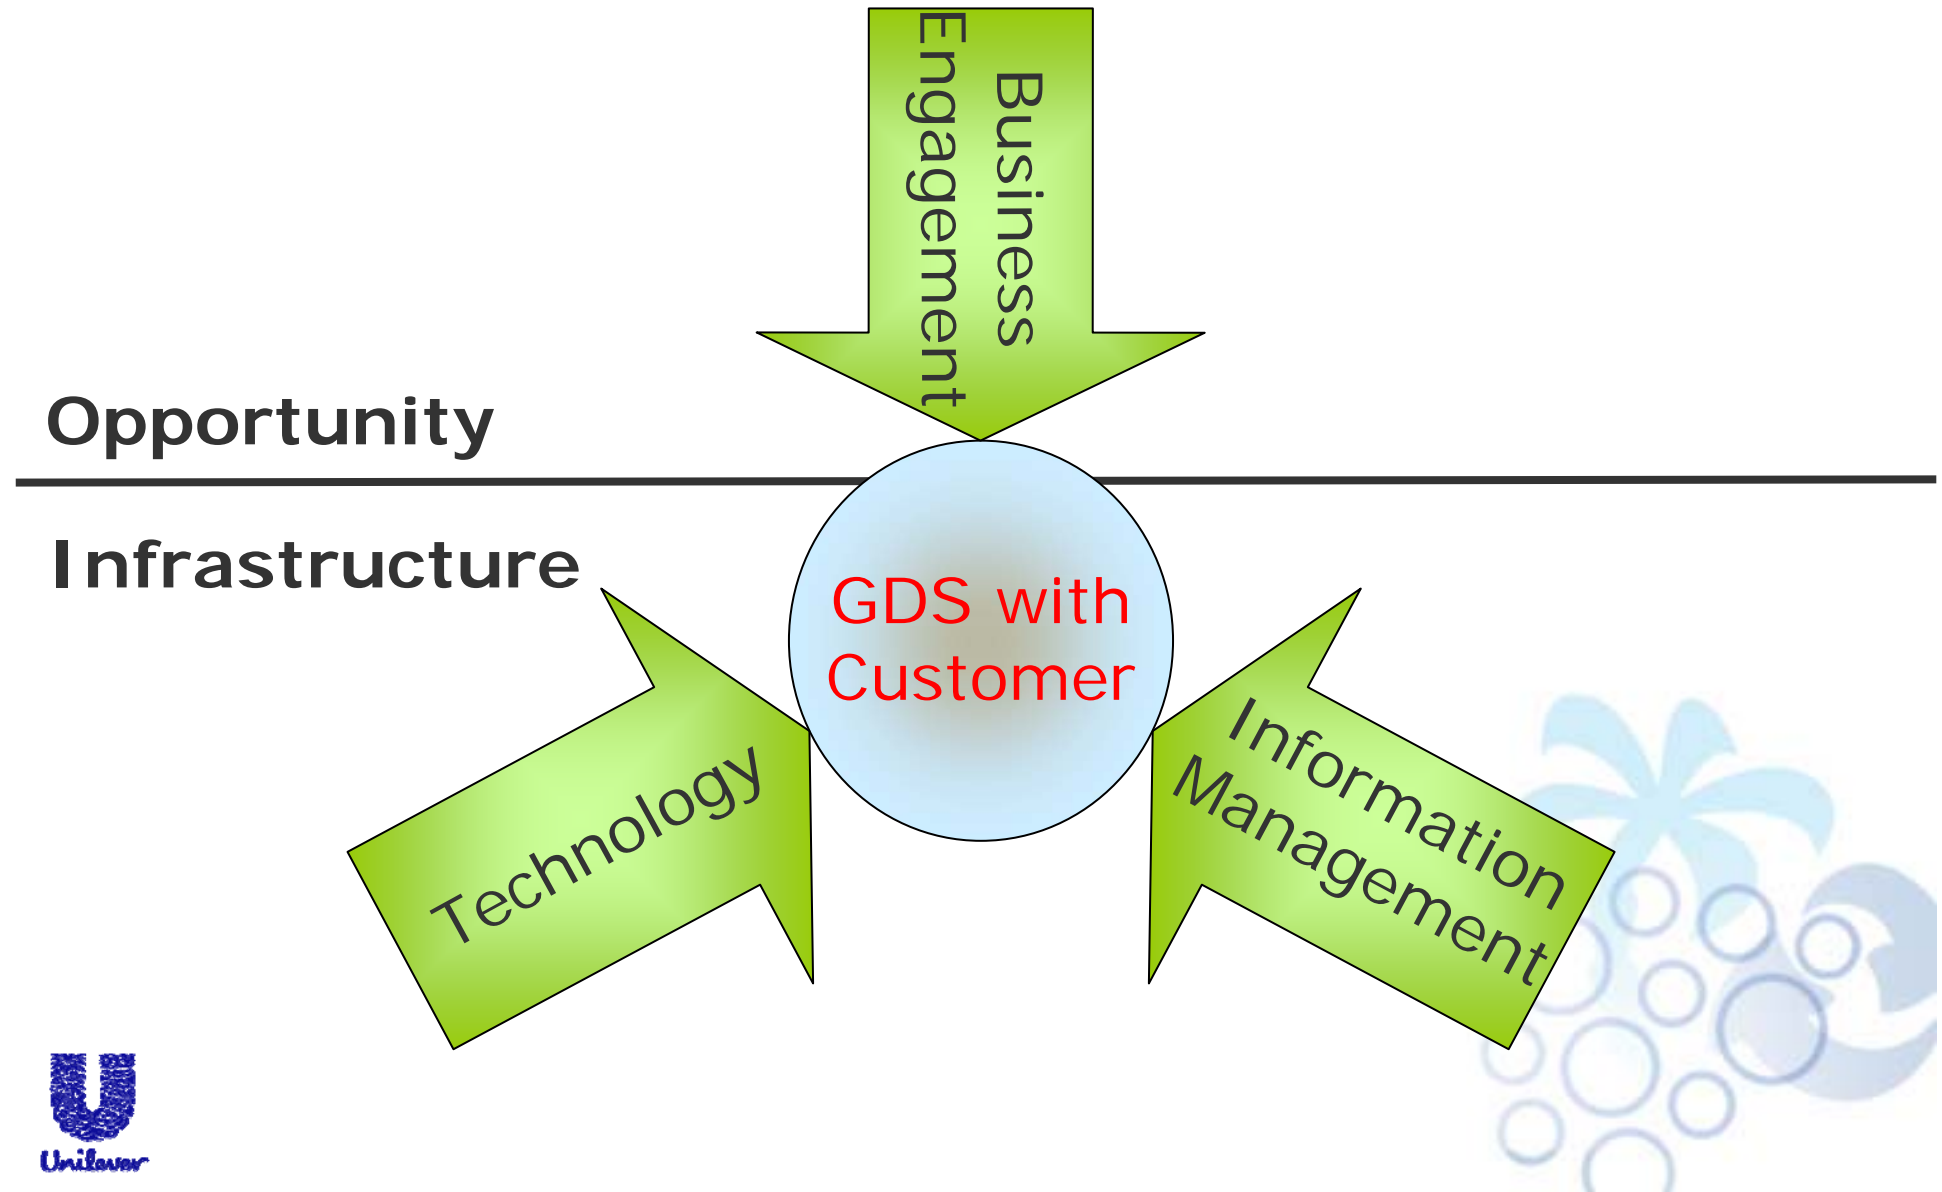 Business
Engagement
Opportunity
Infrastructure
GDS with
Customer
Technology
Information
Management
Unilever